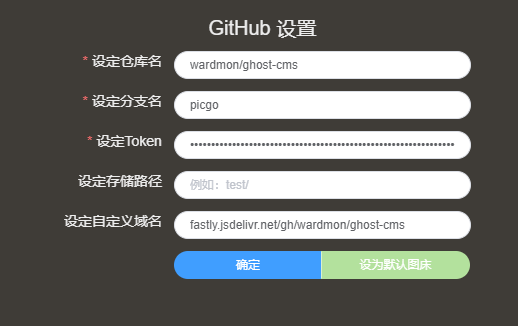 GitHub 设置
* 设定仓库名 wardmon/ghost-cms
* 设定分支名 picgo
* 设定Token
设定存储路径 例如：test/
设定自定义域名 fastly.jsdelivr.net/gh/wardmon/ghost-cms
确定 设为默认图床